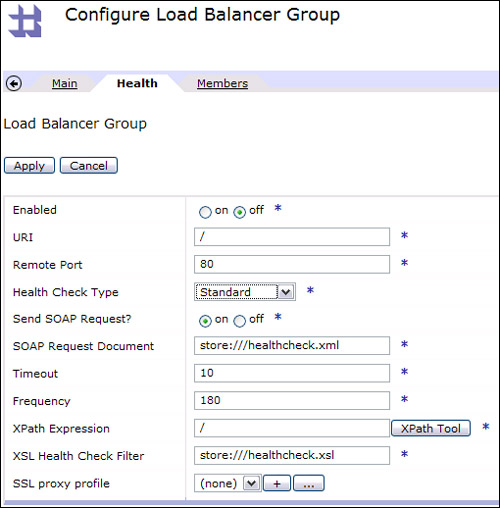 Configure Load Balancer Group
Main Health Members
Load Balancer Group
Apply Cancel
Enabled on off *
URI / *
Remote Port 80 *
Health Check Type Standard *
Send SOAP Request? on off *
SOAP Request Document store:///healthcheck.xml *
Timeout 10 *
Frequency 180 *
XPath Expression / XPath Tool *
XSL Health Check Filter store:///healthcheck.xsl *
SSL proxy profile (none) + ...